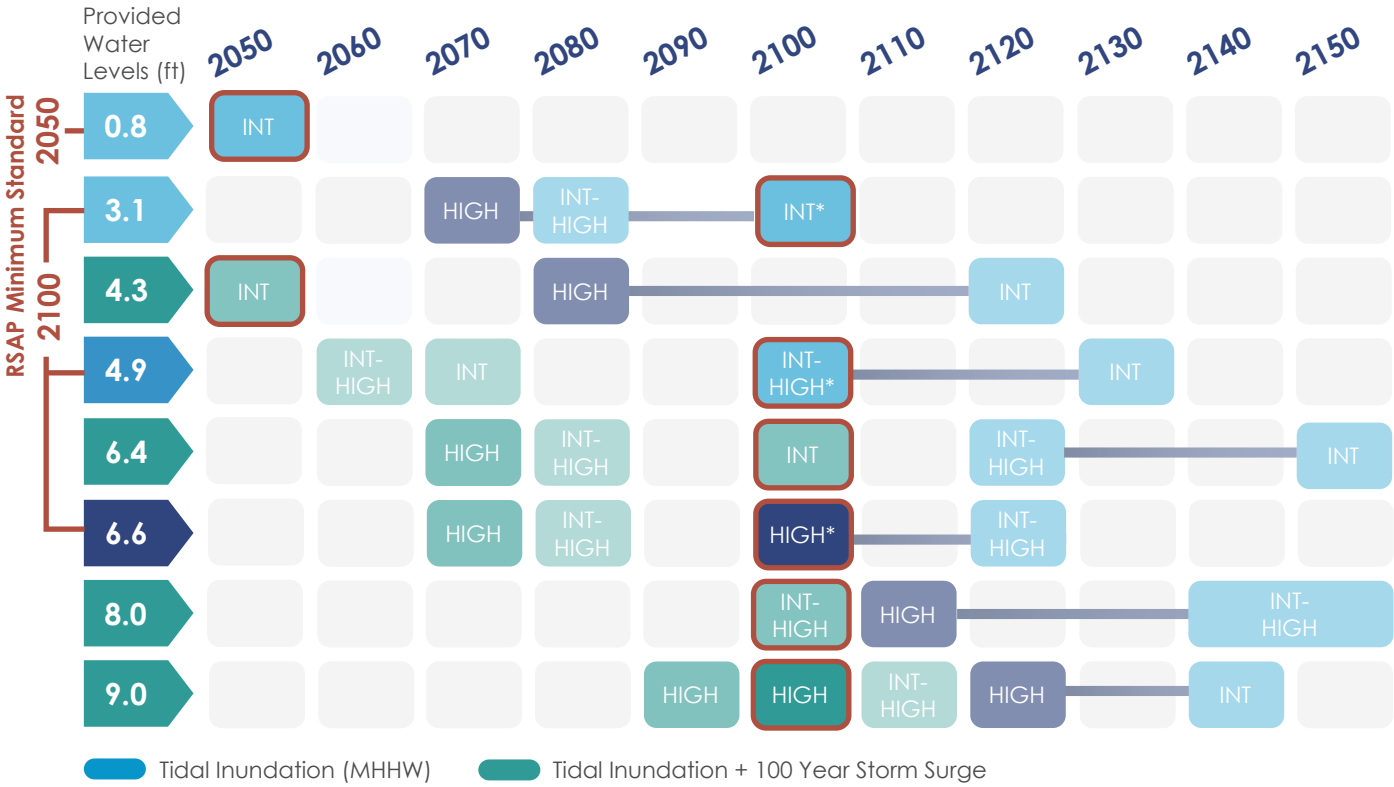 Provided
Water
Levels (ft)
2050 2060 2070 2080 2090 2100 2110 2120 2130 2140 2150
RSAP Minimum Standard
2050
2100
0.8 INT
3.1 HIGH INT- INT*
HIGH
4.3 INT HIGH INT
4.9 INT- INT INT- INT
HIGH HIGH*
6.4 HIGH INT- INT INT- INT
HIGH HIGH
6.6 HIGH INT- HIGH* INT-
HIGH HIGH
8.0 INT- HIGH INT-
HIGH HIGH
9.0 HIGH HIGH INT- HIGH INT
HIGH
Tidal Inundation (MHHW) Tidal Inundation + 100 Year Storm Surge